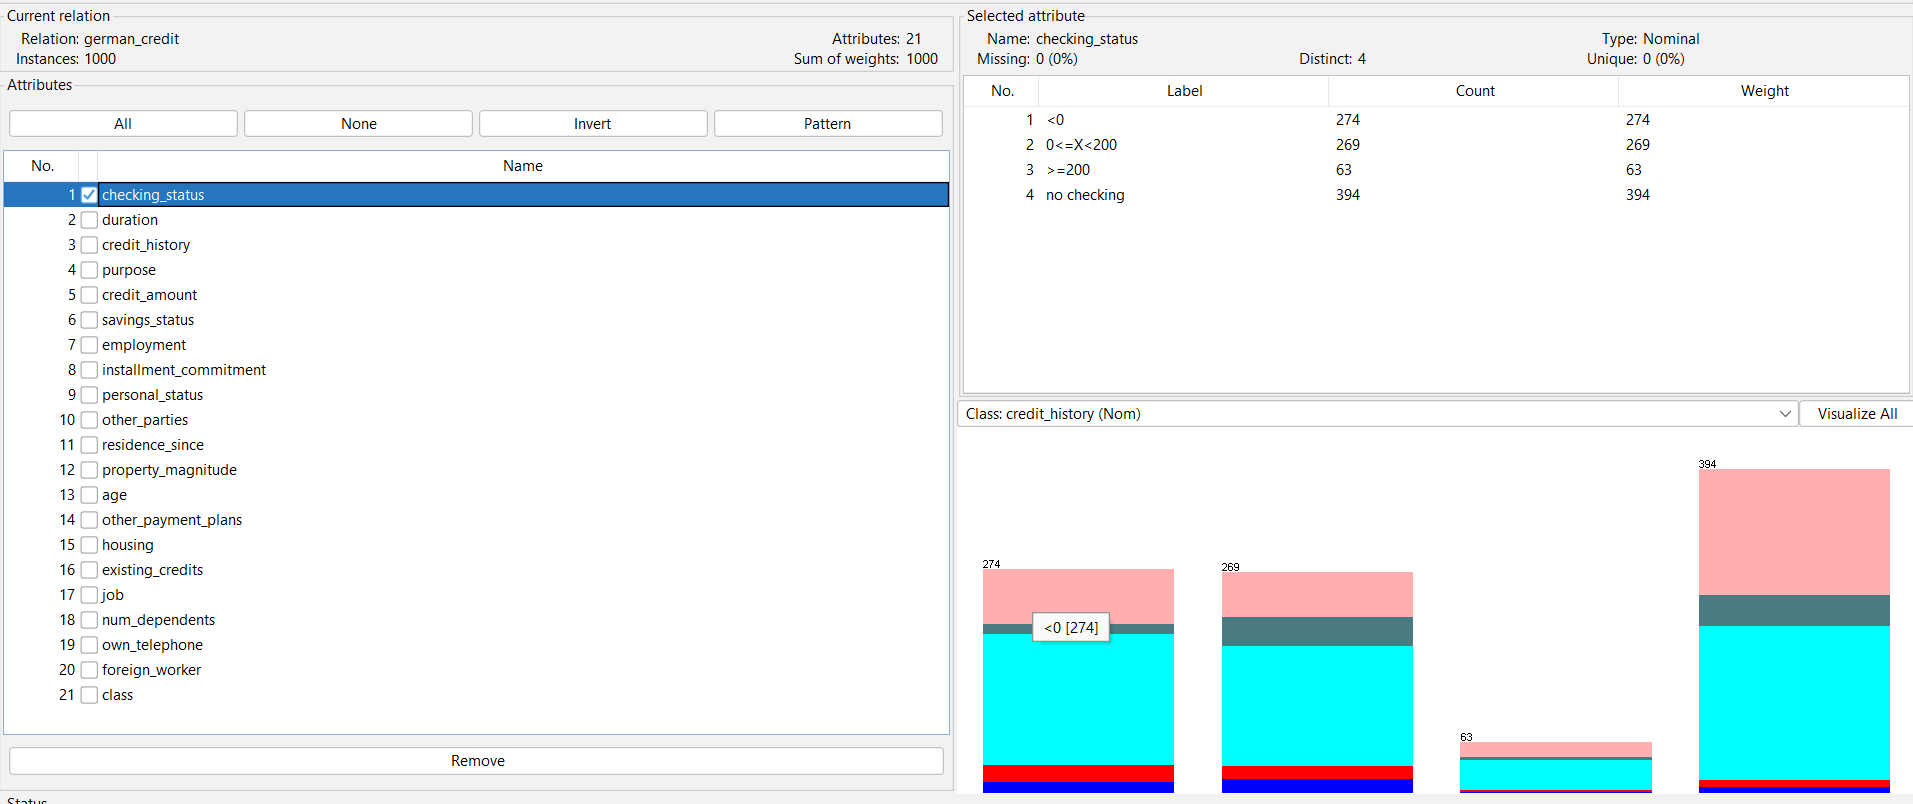 Current relation
Relation: german_credit Attributes: 21
Instances: 1000 Sum of weights: 1000
Attributes
All None Invert Pattern
No. Name
1 checking_status
2 duration
3 credit_history
4 purpose
5 credit_amount
6 savings_status
7 employment
8 installment_commitment
9 personal_status
10 other_parties
11 residence_since
12 property_magnitude
13 age
14 other_payment_plans
15 housing
16 existing_credits
17 job
18 num_dependents
19 own_telephone
20 foreign_worker
21 class
Remove
Status
Selected attribute
Name: checking_status Type: Nominal
Missing: 0 (0%) Distinct: 4 Unique: 0 (0%)
No. Label Count Weight
1 <0 274 274
2 0<=X<200 269 269
3 >=200 63 63
4 no checking 394 394
Class: credit_history (Nom) Visualize All
394
274
269
<0 [274]
63